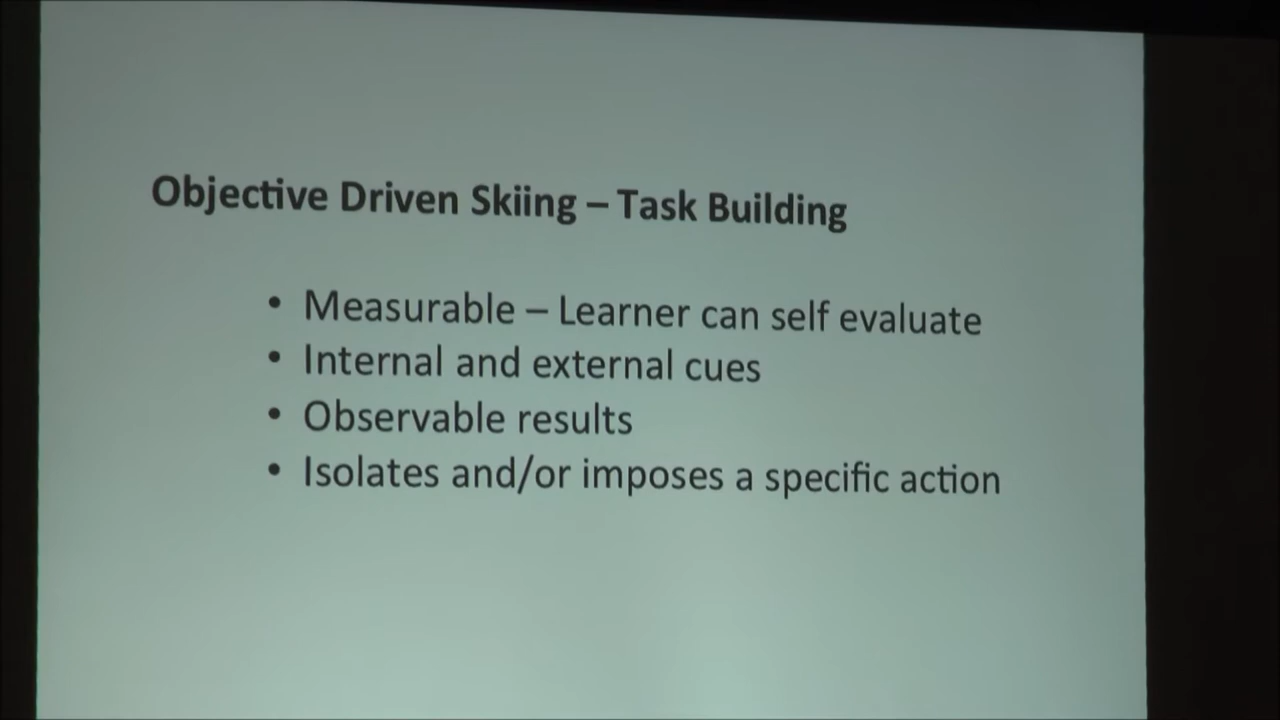 Objective Driven Skiing – Task Building
• Measurable – Learner can self evaluate
• Internal and external cues
• Observable results
• Isolates and/or imposes a specific action